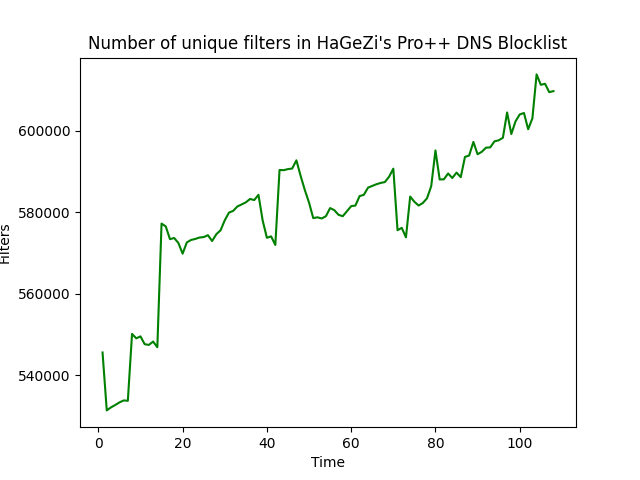 Number of unique filters in HaGeZi's Pro++ DNS Blocklist
600000
580000
560000
540000
Filters
0 20 40 60 80 100
Time